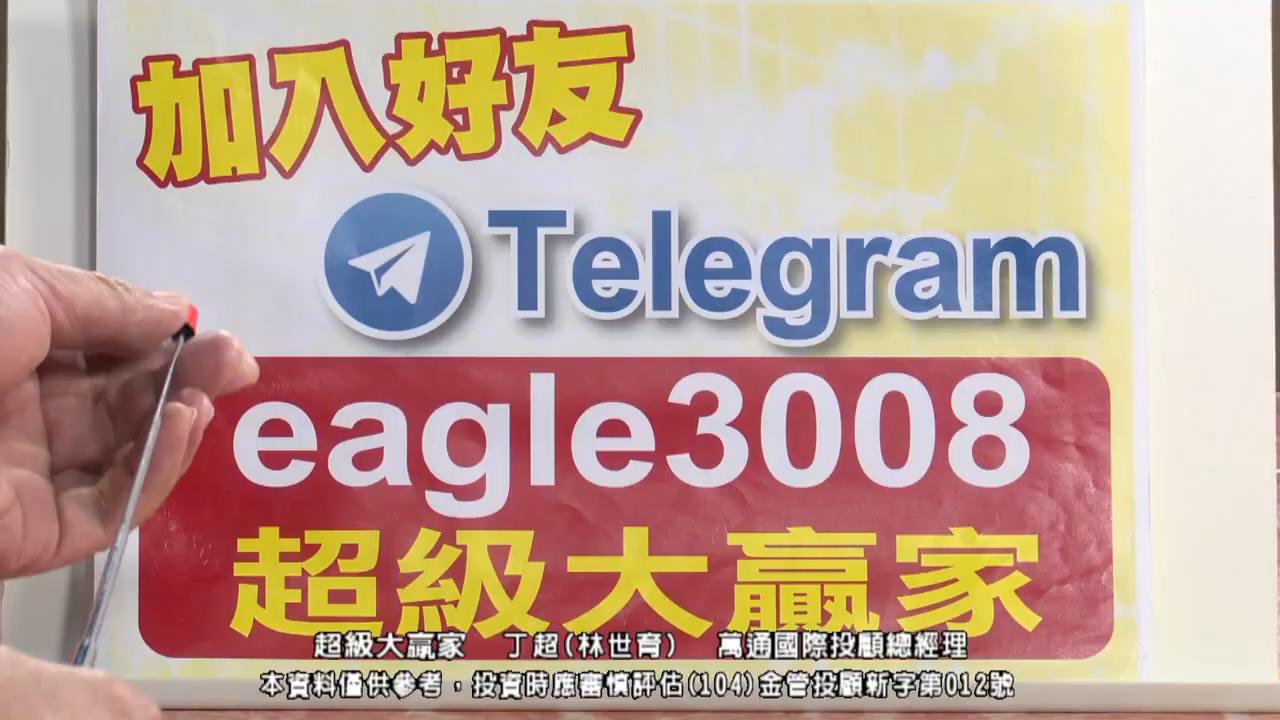 加入好友
Telegram
eagle3008
超級大贏家
超級大贏家 丁超(林世育) 萬通國際投顧總經理
本資料僅供參考，投資時應審慎評估(104)金管投顧新字第012號